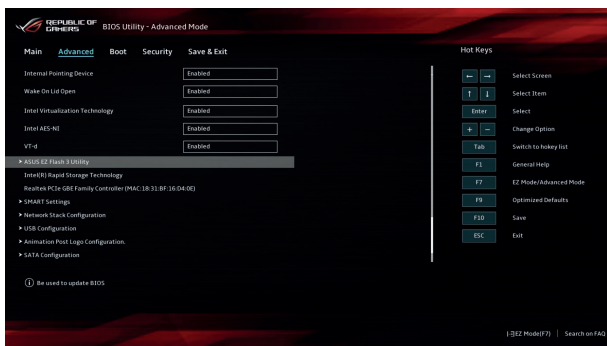 REPUBLIC OF
GAMERS
BIOS Utility - Advanced Mode
Main Advanced Boot Security Save & Exit
Hot Keys
Internal Pointing Device Enabled
Wake On Lid Open Enabled
Intel Virtualization Technology Enabled
Intel AES-NI Enabled
VT-d Enabled
ASUS EZ Flash 3 Utility
Intel(R) Rapid Storage Technology
Realtek PCIe GBE Family Controller (MAC:18:31:BF:16:D4:0E)
SMART Settings
Network Stack Configuration
USB Configuration
Animation Post Logo Configuration.
SATA Configuration
Be used to update BIOS
← → Select Screen
↑ ↓ Select Item
Enter Select
+ − Change Option
Tab Switch to hokey list
F1 General Help
F7 EZ Mode/Advanced Mode
F9 Optimized Defaults
F10 Save
ESC Exit
EZ Mode(F7) | Search on FAQ